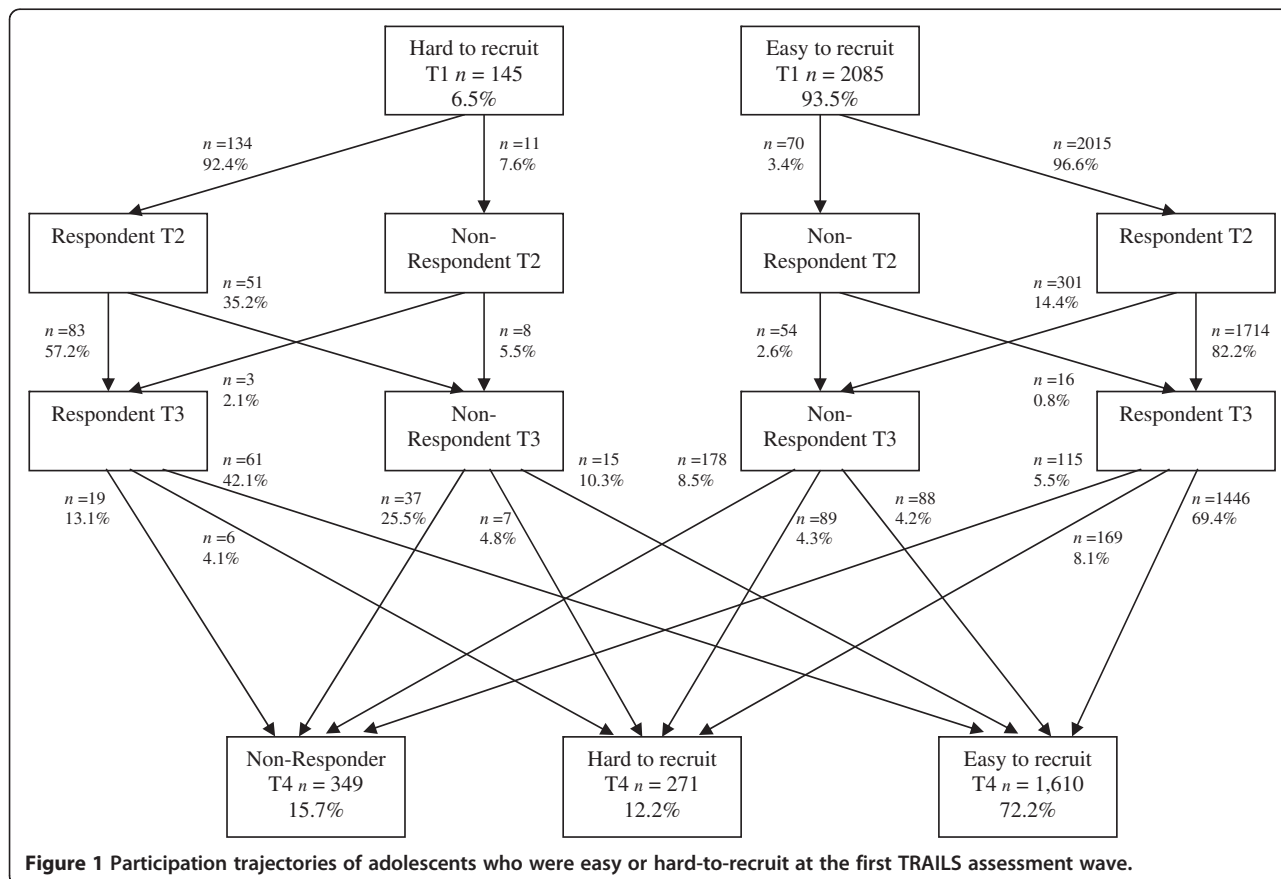 Hard to recruit
T1 n = 145
6.5%
Easy to recruit
T1 n = 2085
93.5%
n =134
92.4%
n =11
7.6%
n =70
3.4%
n =2015
96.6%
Respondent T2
Non-
Respondent T2
Non-
Respondent T2
Respondent T2
n =51
35.2%
n =301
14.4%
n =83
57.2%
n =8
5.5%
n =54
2.6%
n =1714
82.2%
n =3
2.1%
n =16
0.8%
Respondent T3
Non-
Respondent T3
Non-
Respondent T3
Respondent T3
n =61
42.1%
n =15
10.3%
n =178
8.5%
n =115
5.5%
n =19
13.1%
n =37
25.5%
n =88
4.2%
n =1446
69.4%
n =6
4.1%
n =7
4.8%
n =89
4.3%
n =169
8.1%
Non-Responder
T4 n = 349
15.7%
Hard to recruit
T4 n = 271
12.2%
Easy to recruit
T4 n = 1,610
72.2%
Figure 1 Participation trajectories of adolescents who were easy or hard-to-recruit at the first TRAILS assessment wave.